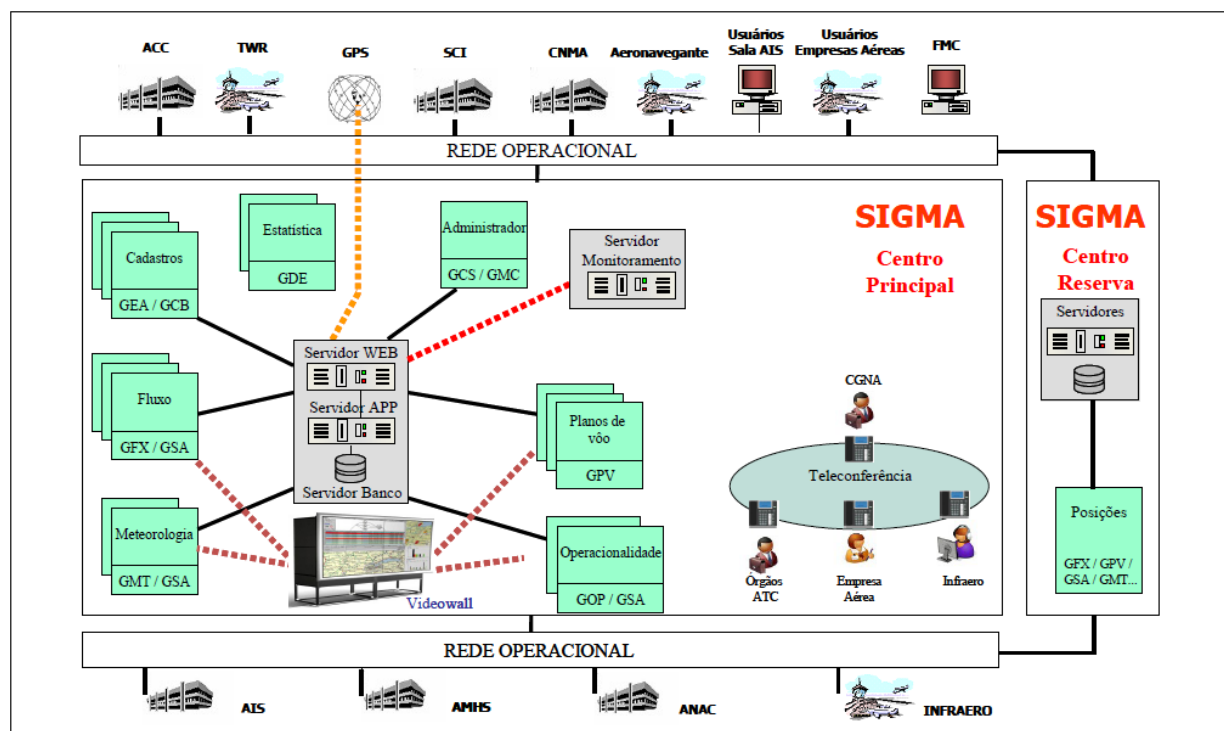 ACC
TWR
GPS
SCI
CNMA
Aeronavegante
Usuários
Sala AIS
Usuários
Empresas Aéreas
FMC
REDE OPERACIONAL
Cadastros
GEA / GCB
Estatística
GDE
Administrador
GCS / GMC
Servidor
Monitoramento
SIGMA
Centro
Principal
SIGMA
Centro
Reserva
Servidores
Servidor WEB
Servidor APP
Servidor Banco
Fluxo
GFX / GSA
Planos de
vôo
GPV
CGNA
Teleconferência
Meteorologia
GMT / GSA
Videowall
Operacionalidade
GOP / GSA
Órgãos
ATC
Empresa
Aérea
Infraero
Posições
GFX / GPV /
GSA / GMT...
REDE OPERACIONAL
AIS
AMHS
ANAC
INFRAERO